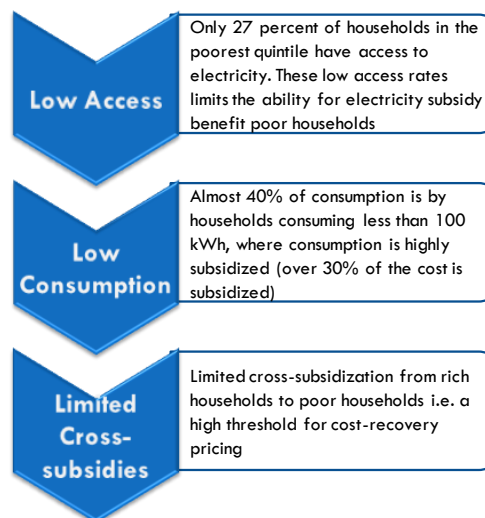 Low Access
Only 27 percent of households in the
poorest quintile have access to
electricity. These low access rates
limits the ability for electricity subsidy
benefit poor households
Low
Consumption
Almost 40% of consumption is by
households consuming less than 100
kWh, where consumption is highly
subsidized (over 30% of the cost is
subsidized)
Limited
Cross-
subsidies
Limited cross-subsidization from rich
households to poor households i.e. a
high threshold for cost-recovery
pricing